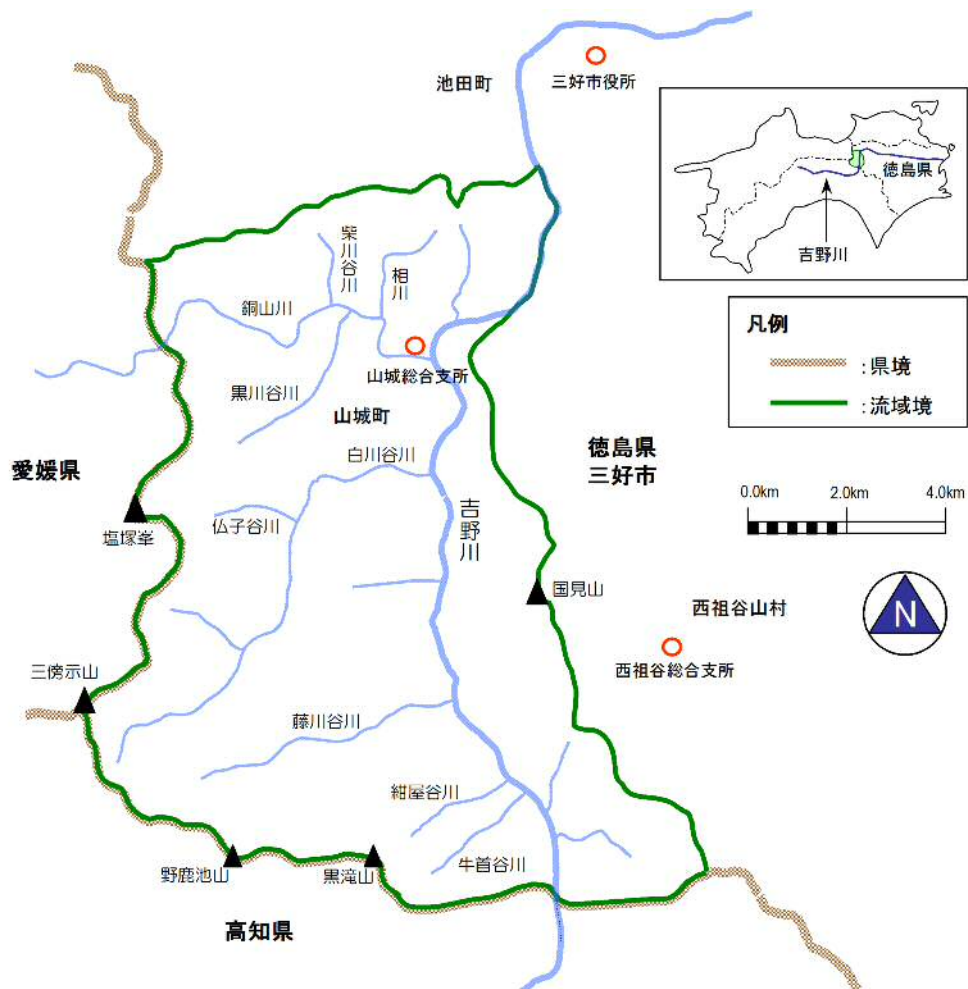 池田町
三好市役所
徳島県
吉野川
柴川谷川
相川
銅山川
凡例
:県境
:流域境
山城総合支所
黒川谷川
山城町
白川谷川
徳島県
三好市
愛媛県
0.0km
2.0km
4.0km
吉野川
塩塚峯
仏子谷川
国見山
西祖谷山村
N
三傍示山
西祖谷総合支所
藤川谷川
紺屋谷川
野鹿池山
黒滝山
牛首谷川
高知県